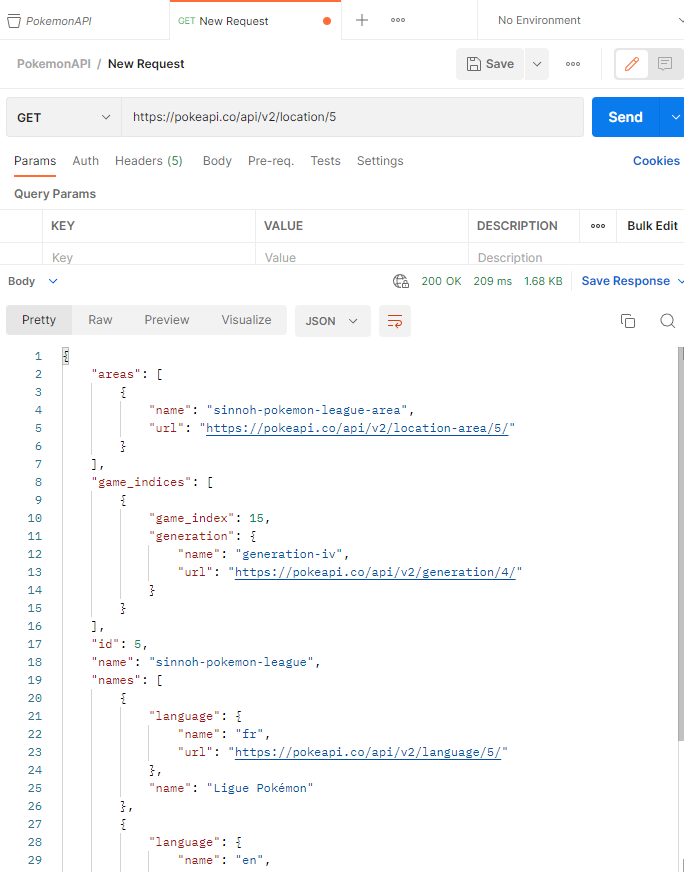 PokemonAPI
GET New Request
No Environment
PokemonAPI / New Request
Save
GET
https://pokeapi.co/api/v2/location/5
Send
Params Auth Headers (5) Body Pre-req. Tests Settings Cookies
Query Params
KEY VALUE DESCRIPTION Bulk Edit
Key Value Description
Body 200 OK 209 ms 1.68 KB Save Response
Pretty Raw Preview Visualize JSON
1 {
2 "areas": [
3 {
4 "name": "sinnoh-pokemon-league-area",
5 "url": "https://pokeapi.co/api/v2/location-area/5/"
6 }
7 ],
8 "game_indices": [
9 {
10 "game_index": 15,
11 "generation": {
12 "name": "generation-iv",
13 "url": "https://pokeapi.co/api/v2/generation/4/"
14 }
15 }
16 ],
17 "id": 5,
18 "name": "sinnoh-pokemon-league",
19 "names": [
20 {
21 "language": {
22 "name": "fr",
23 "url": "https://pokeapi.co/api/v2/language/5/"
24 },
25 "name": "Ligue Pokémon"
26 },
27 {
28 "language": {
29 "name": "en",